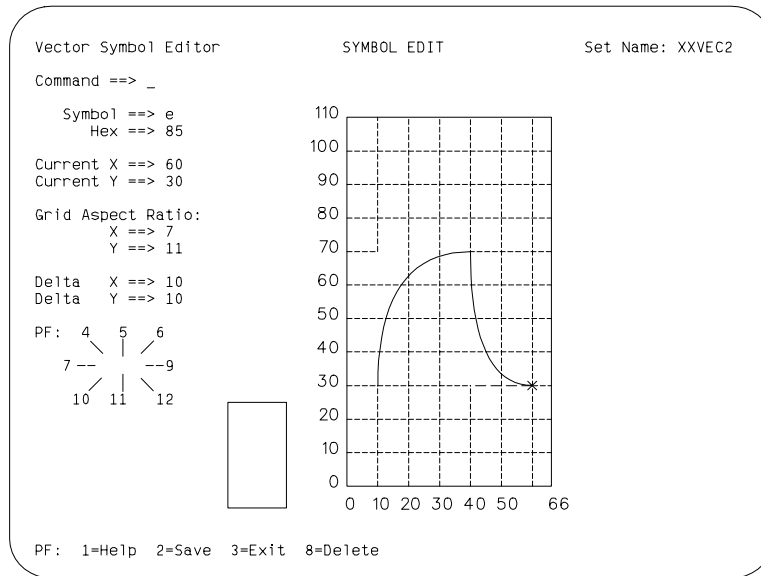 Vector Symbol Editor SYMBOL EDIT Set Name: XXVEC2
Command ==> _
Symbol ==> e
Hex ==> 85
Current X ==> 60
Current Y ==> 30
Grid Aspect Ratio:
X ==> 7
Y ==> 11
Delta X ==> 10
Delta Y ==> 10
PF: 4 5 6
7 -- --9
10 11 12
110
100
90
80
70
60
50
40
30
20
10
0
0 10 20 30 40 50 66
PF: 1=Help 2=Save 3=Exit 8=Delete